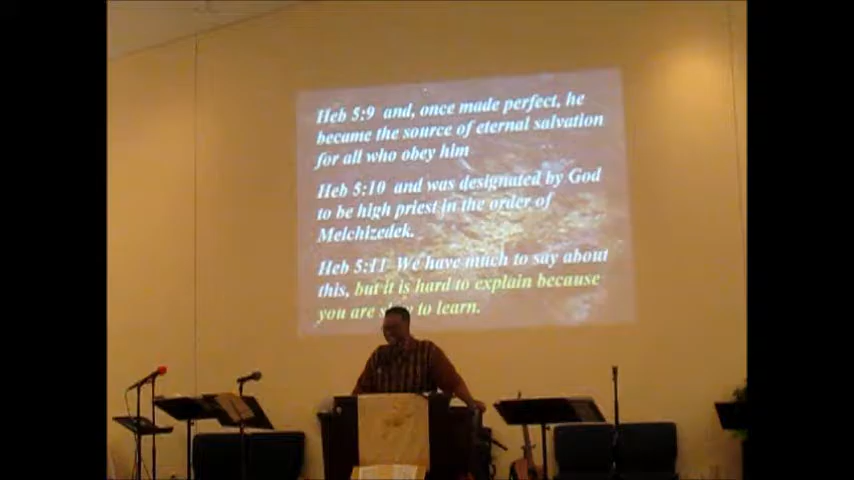 Heb 5:9 and, once made perfect, he
became the source of eternal salvation
for all who obey him
Heb 5:10 and was designated by God
to be high priest in the order of
Melchizedek.
Heb 5:11 We have much to say about
this, but it is hard to explain because
you are slow to learn.